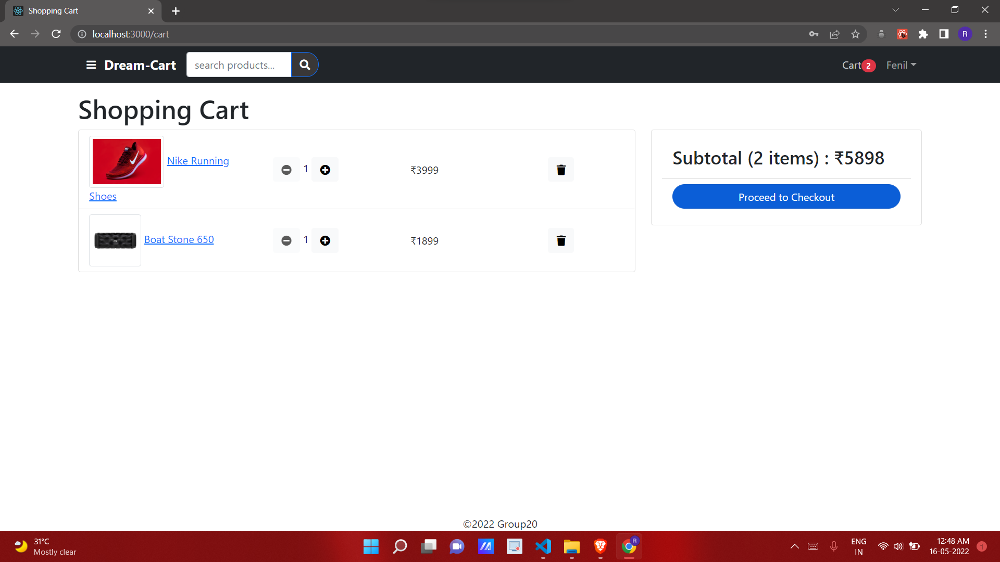 Shopping Cart
localhost:3000/cart
R
Dream-Cart
search products...
Cart 2
Fenil
Shopping Cart
Nike Running
Shoes
1
₹3999
Boat Stone 650
1
₹1899
Subtotal (2 items) : ₹5898
Proceed to Checkout
©2022 Group20
31°C
Mostly clear
R
ENG
IN
12:48 AM
16-05-2022
1